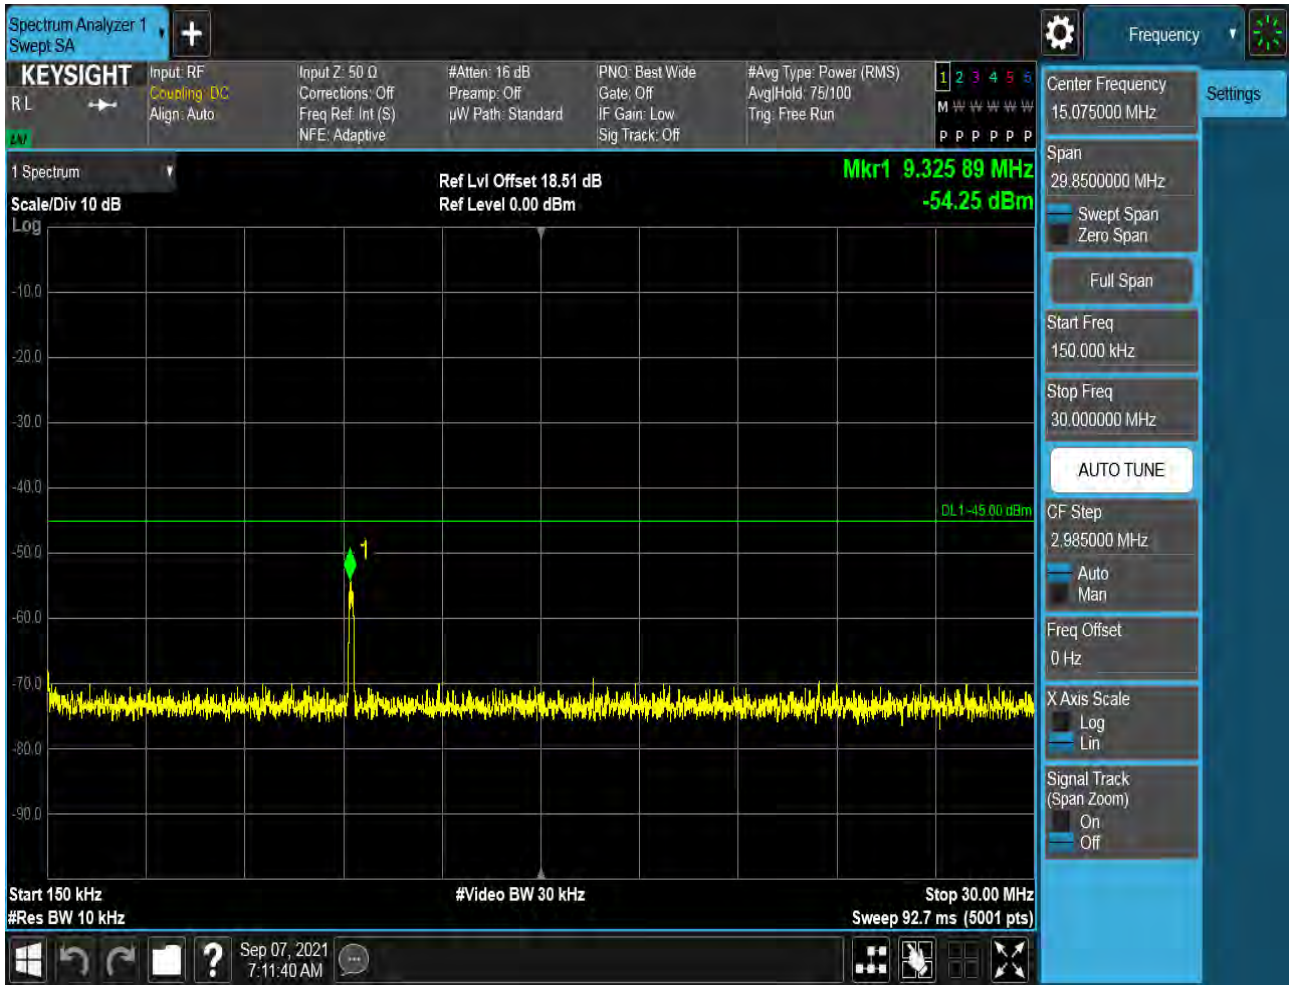 Spectrum Analyzer 1
Swept SA
Frequency
KEYSIGHT
R L
LNI
Input: RF
Coupling: DC
Align: Auto
Input Z: 50 Ω
Corrections: Off
Freq Ref: Int (S)
NFE: Adaptive
#Atten: 16 dB
Preamp: Off
µW Path: Standard
PNO: Best Wide
Gate: Off
IF Gain: Low
Sig Track: Off
#Avg Type: Power (RMS)
Avg|Hold: 75/100
Trig: Free Run
1 2 3 4 5 6
M W W W W W
P P P P P P
1 Spectrum
Scale/Div 10 dB
Log
Ref Lvl Offset 18.51 dB
Ref Level 0.00 dBm
Mkr1 9.325 89 MHz
-54.25 dBm
-10.0
-20.0
-30.0
-40.0
-50.0
-60.0
-70.0
-80.0
-90.0
DL1 -45.00 dBm
1
Start 150 kHz
#Res BW 10 kHz
#Video BW 30 kHz
Stop 30.00 MHz
Sweep 92.7 ms (5001 pts)
Center Frequency
15.075000 MHz
Settings
Span
29.8500000 MHz
Swept Span
Zero Span
Full Span
Start Freq
150.000 kHz
Stop Freq
30.000000 MHz
AUTO TUNE
CF Step
2.985000 MHz
Auto
Man
Freq Offset
0 Hz
X Axis Scale
Log
Lin
Signal Track
(Span Zoom)
On
Off
?
Sep 07, 2021
7:11:40 AM